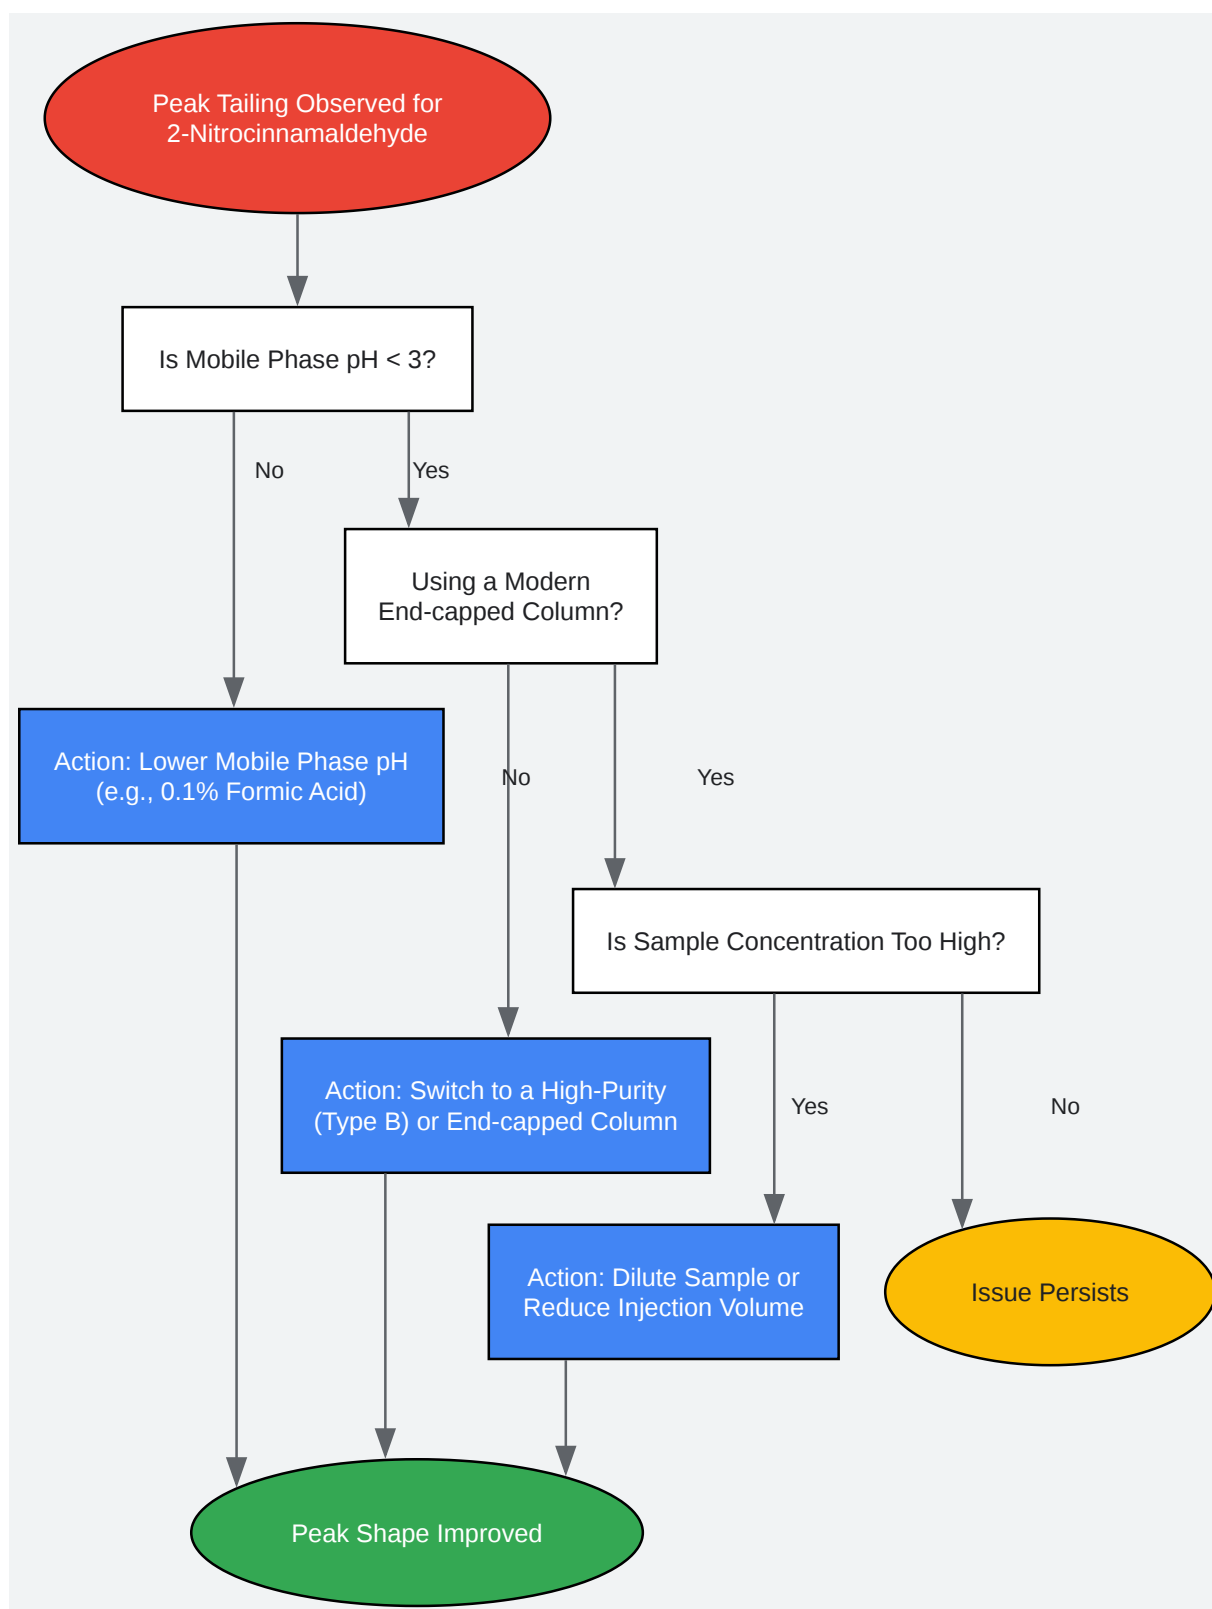 Peak Tailing Observed for
2-Nitrocinnamaldehyde
Is Mobile Phase pH < 3?
No
Yes
Using a Modern
End-capped Column?
Action: Lower Mobile Phase pH
(e.g., 0.1% Formic Acid)
No
Yes
Is Sample Concentration Too High?
Action: Switch to a High-Purity
(Type B) or End-capped Column
Yes
No
Action: Dilute Sample or
Reduce Injection Volume
Issue Persists
Peak Shape Improved